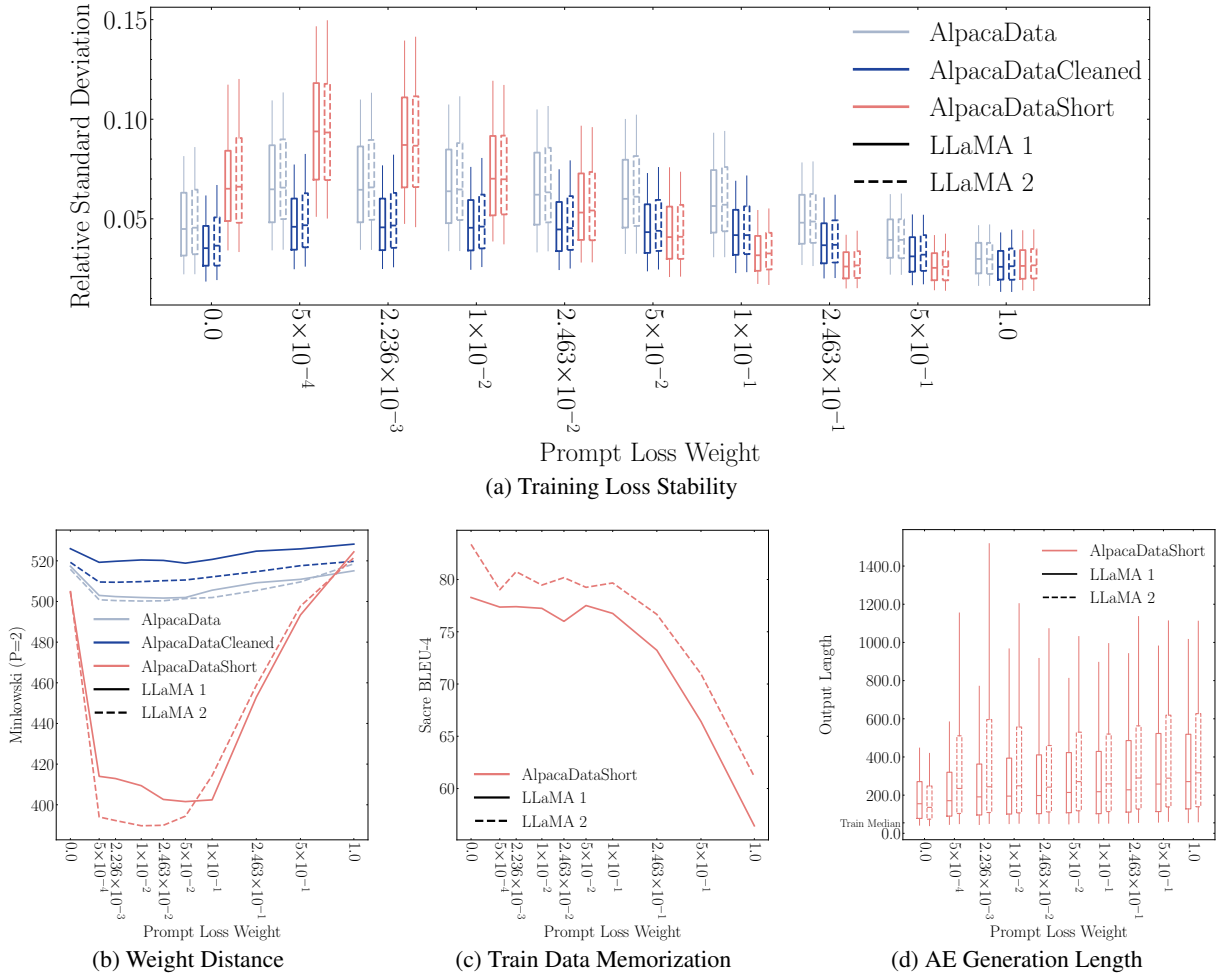 0.15
0.10
0.05
Relative Standard Deviation
AlpacaData
AlpacaDataCleaned
AlpacaDataShort
LLaMA 1
LLaMA 2
0.0
5×10⁻⁴
2.236×10⁻³
1×10⁻²
2.463×10⁻²
5×10⁻²
1×10⁻¹
2.463×10⁻¹
5×10⁻¹
1.0
Prompt Loss Weight
(a) Training Loss Stability
520
500
480
460
440
420
400
Minkowski (P=2)
AlpacaData
AlpacaDataCleaned
AlpacaDataShort
LLaMA 1
LLaMA 2
0.0
5×10⁻⁴
2.236×10⁻³
1×10⁻²
2.463×10⁻²
5×10⁻²
1×10⁻¹
2.463×10⁻¹
5×10⁻¹
1.0
Prompt Loss Weight
(b) Weight Distance
80
75
70
65
60
Sacre BLEU-4
AlpacaDataShort
LLaMA 1
LLaMA 2
0.0
5×10⁻⁴
2.236×10⁻³
1×10⁻²
2.463×10⁻²
5×10⁻²
1×10⁻¹
2.463×10⁻¹
5×10⁻¹
1.0
Prompt Loss Weight
(c) Train Data Memorization
1400.0
1200.0
1000.0
800.0
600.0
400.0
200.0
Train Median
0.0
Output Length
AlpacaDataShort
LLaMA 1
LLaMA 2
0.0
5×10⁻⁴
2.236×10⁻³
1×10⁻²
2.463×10⁻²
5×10⁻²
1×10⁻¹
2.463×10⁻¹
5×10⁻¹
1.0
Prompt Loss Weight
(d) AE Generation Length